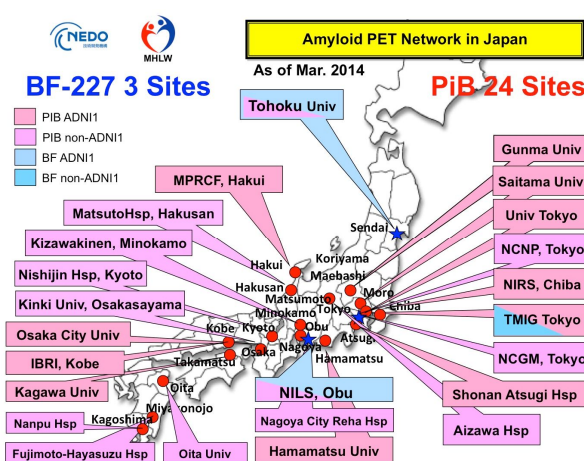 NEDO
MHLW
Amyloid PET Network in Japan
As of Mar. 2014
BF-227 3 Sites
PiB 24 Sites
PIB ADNI1
PIB non-ADNI1
BF ADNI1
BF non-ADNI1
Tohoku Univ
MPRCF, Hakui
MatsutoHsp, Hakusan
Kizawakinen, Minokamo
Nishijin Hsp, Kyoto
Kinki Univ, Osakasayama
Osaka City Univ
IBRI, Kobe
Kagawa Univ
Nanpu Hsp
Fujimoto-Hayasuzu Hsp
Oita Univ
Gunma Univ
Saitama Univ
Univ Tokyo
NCNP, Tokyo
NIRS, Chiba
TMIG Tokyo
NCGM, Tokyo
Shonan Atsugi Hsp
Aizawa Hsp
NILS, Obu
Nagoya City Reha Hsp
Hamamatsu Univ
Sendai
Koriyama
Hakui
Maebashi
Hakusan
Matsumoto
Moro
Tokyo
Chiba
Minokamo
Kobe
Kyoto
Obu
Atsugi
Nagoya
Osaka
Takamatsu
Hamamatsu
Oita
Kagoshima